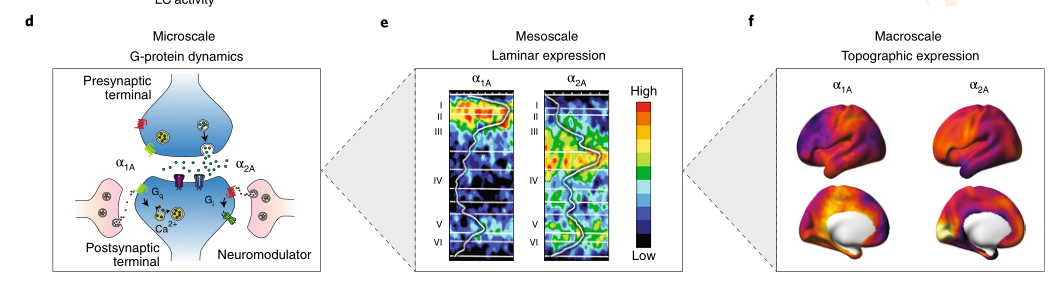 LC activity
d
Microscale
G-protein dynamics
Presynaptic
terminal
α1A
α2A
Gq
Gi
Ca2+
Postsynaptic
terminal
Neuromodulator
e
Mesoscale
Laminar expression
α1A
α2A
I
II
III
IV
V
VI
I
II
III
IV
V
VI
High
Low
f
Macroscale
Topographic expression
α1A
α2A